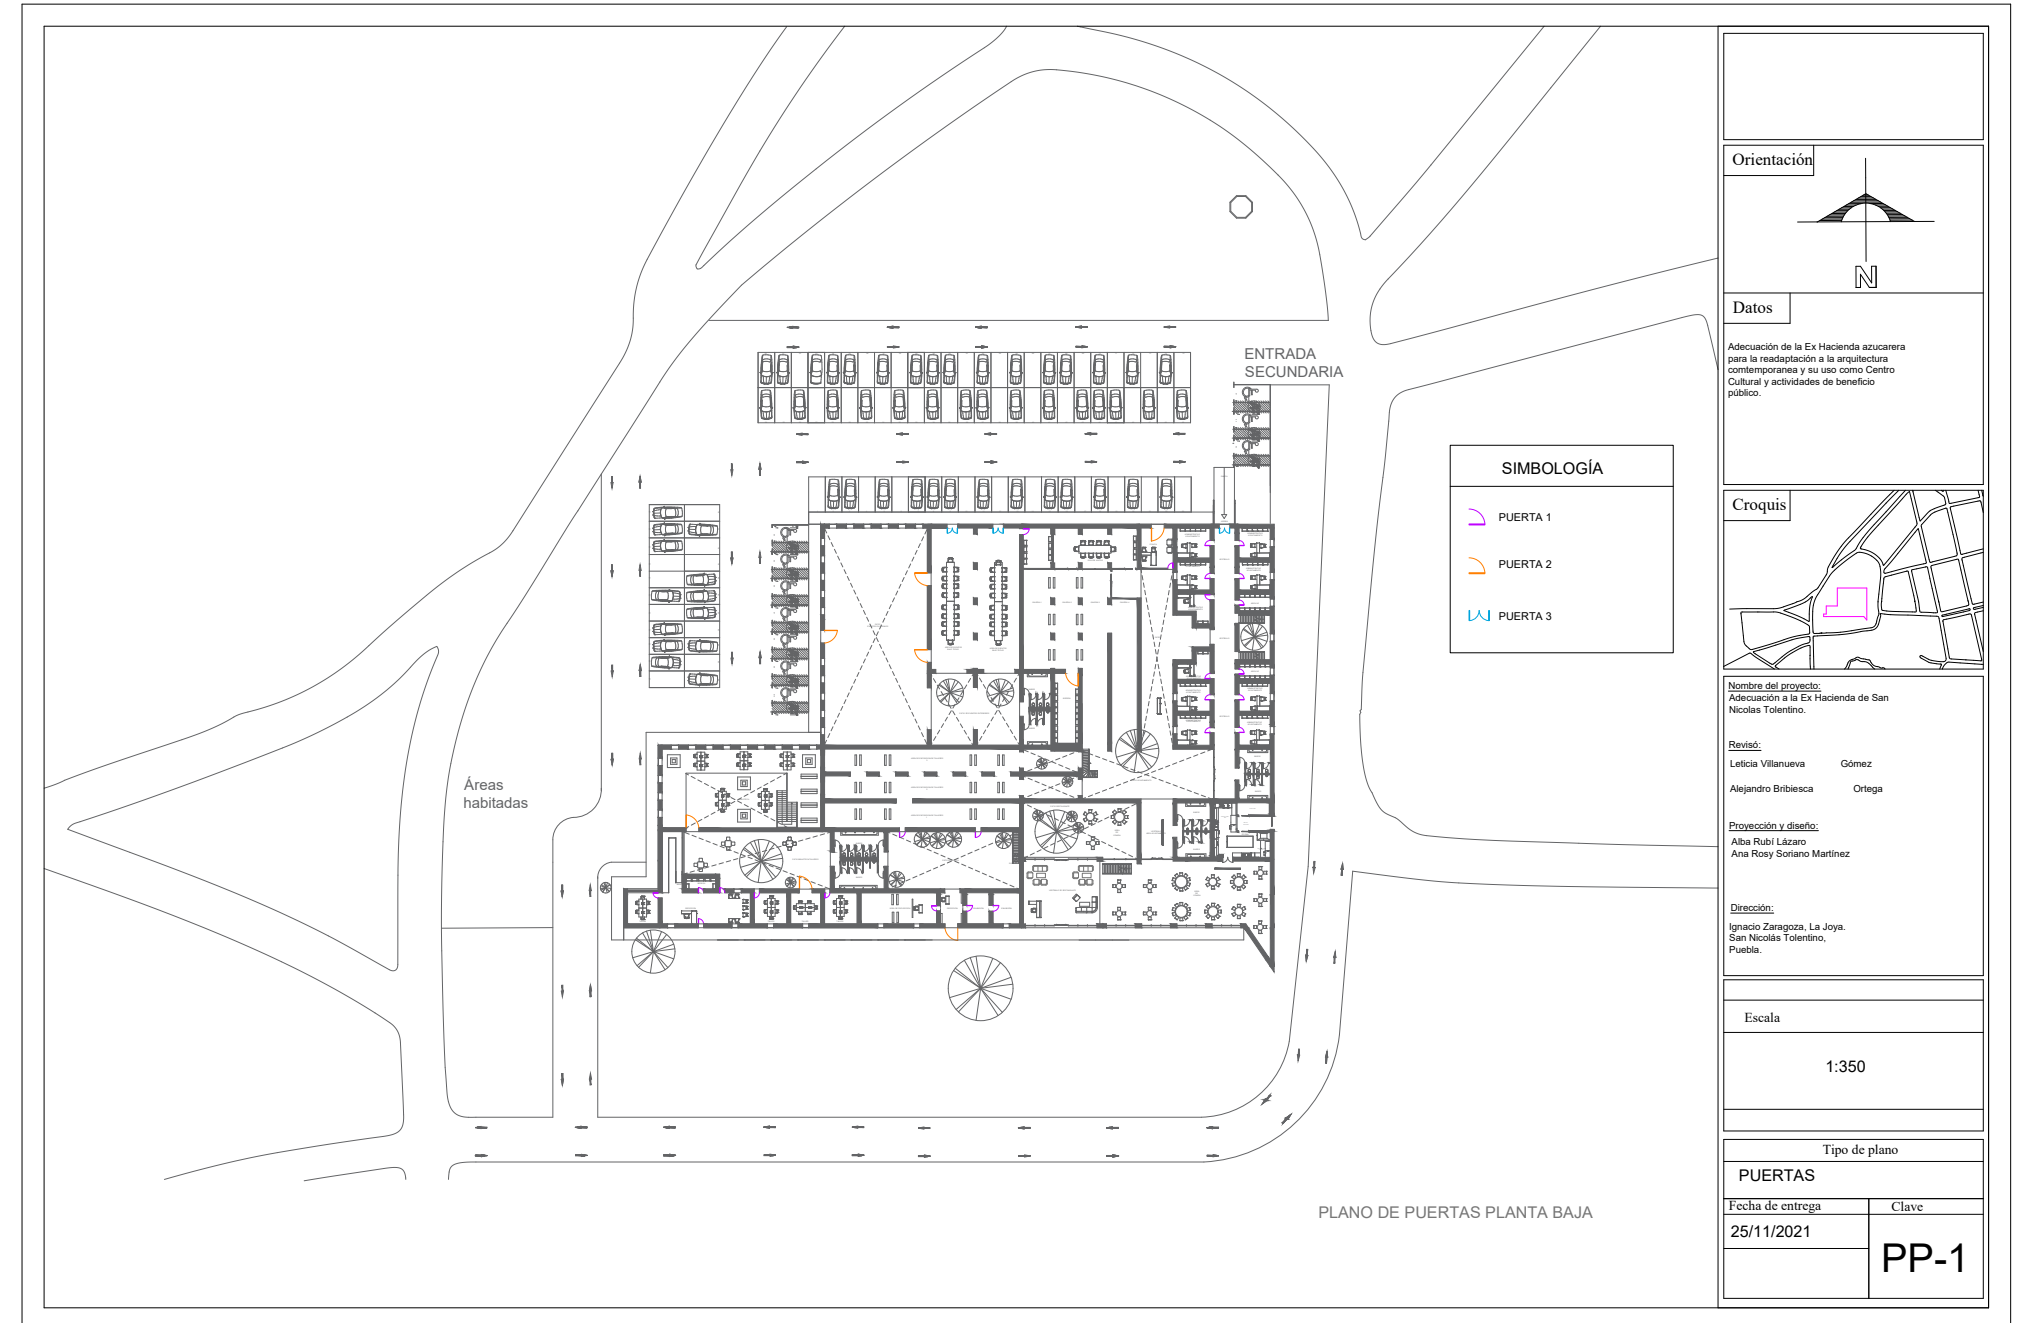 ENTRADA
SECUNDARIA
SIMBOLOGÍA
PUERTA 1
PUERTA 2
PUERTA 3
Áreas
habitadas
PLANO DE PUERTAS PLANTA BAJA
Orientación
N
Datos
Adecuación de la Ex Hacienda azucarera
para la readaptación a la arquitectura
comtemporanea y su uso como Centro
Cultural y actividades de beneficio
público.
Croquis
Nombre del proyecto:
Adecuación a la Ex Hacienda de San
Nicolas Tolentino.
Revisó:
Leticia Villanueva Gómez
Alejandro Bribiesca Ortega
Proyección y diseño:
Alba Rubí Lázaro
Ana Rosy Soriano Martínez
Dirección:
Ignacio Zaragoza, La Joya.
San Nicolás Tolentino,
Puebla.
Escala
1:350
Tipo de plano
PUERTAS
Fecha de entrega Clave
25/11/2021
PP-1